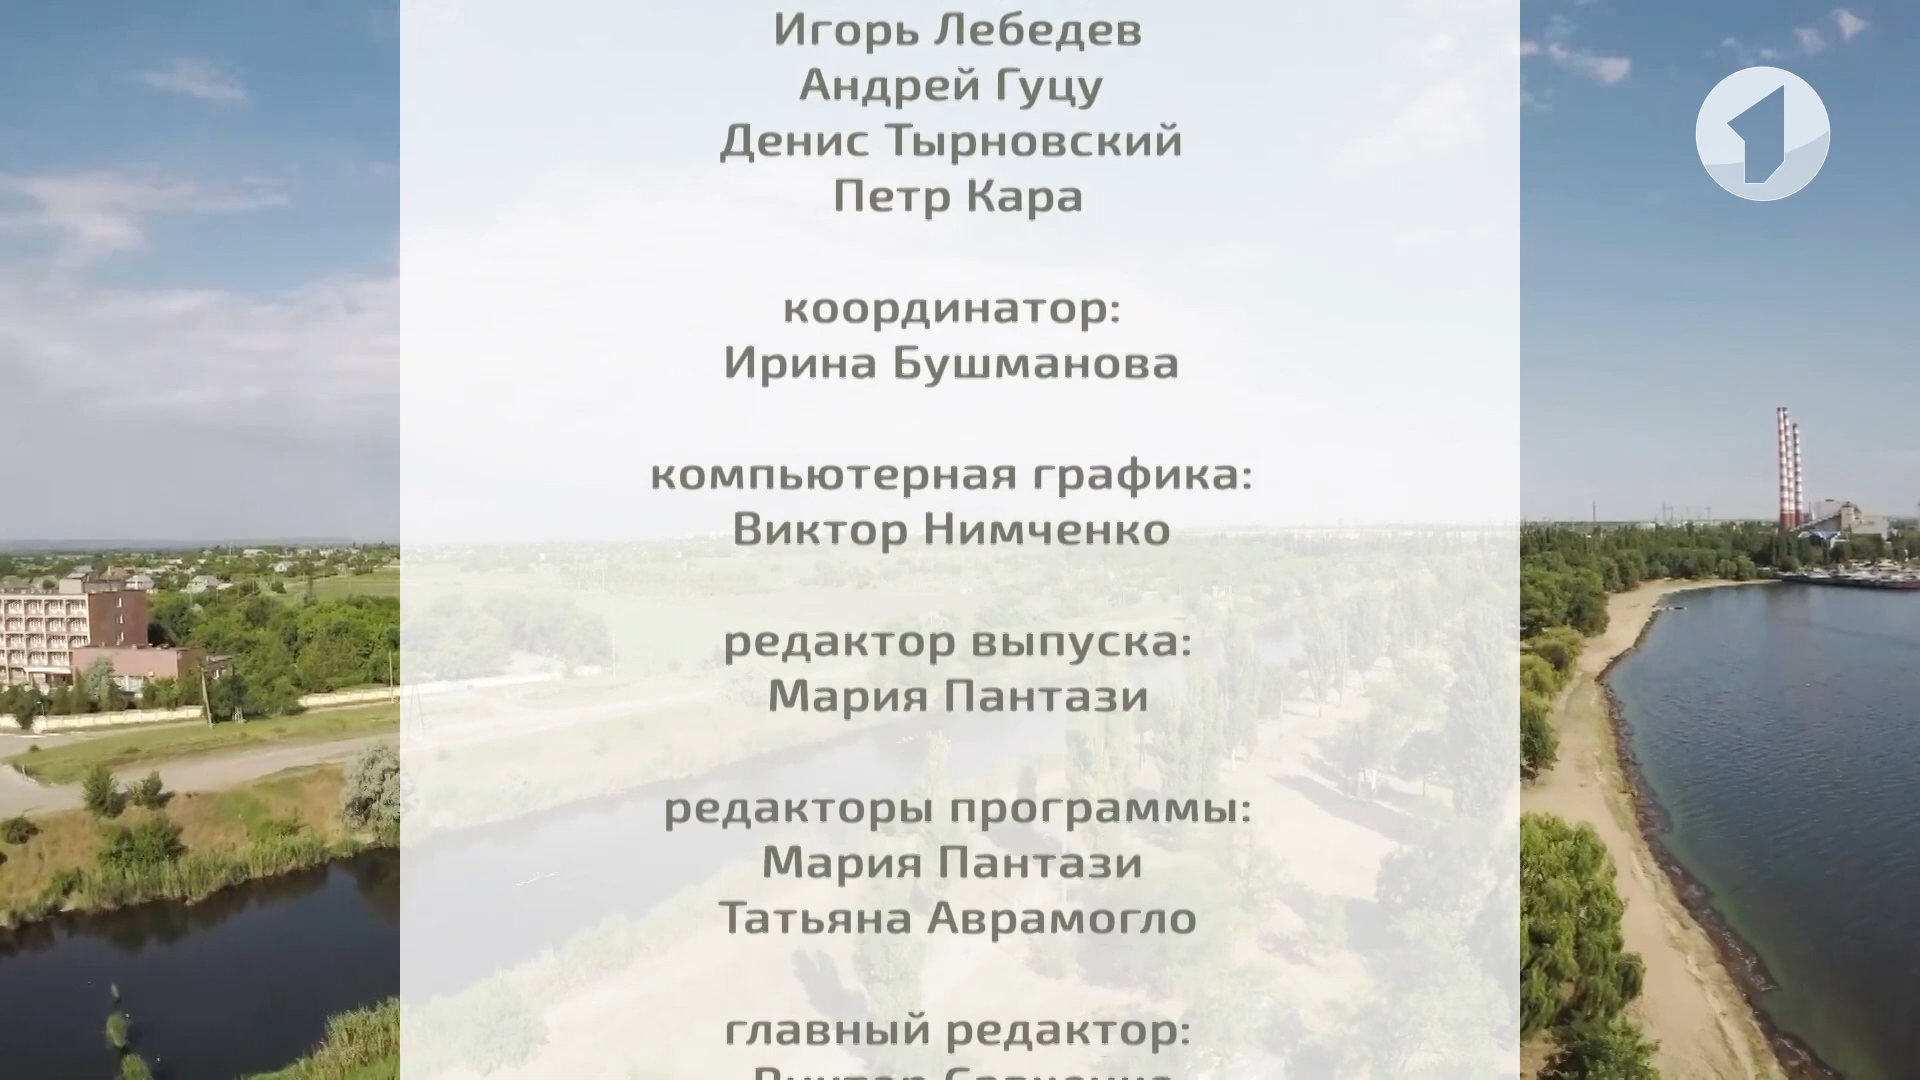 Игорь Лебедев
Андрей Гуцу
Денис Тырновский
Петр Кара
координатор:
Ирина Бушманова
компьютерная графика:
Виктор Нимченко
редактор выпуска:
Мария Пантази
редакторы программы:
Мария Пантази
Татьяна Аврамогло
главный редактор:
Виктор